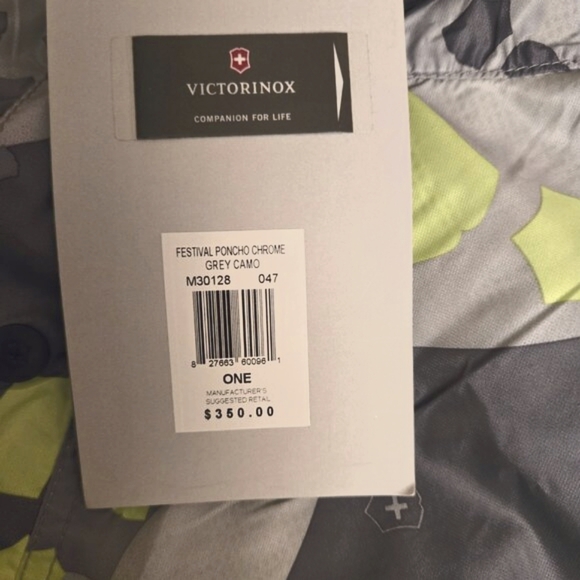 VICTORINOX
COMPANION FOR LIFE
FESTIVAL PONCHO CHROME
GREY CAMO
M30128 047
8 27663 60096 1
ONE
MANUFACTURER'S
SUGGESTED RETAIL
$350.00